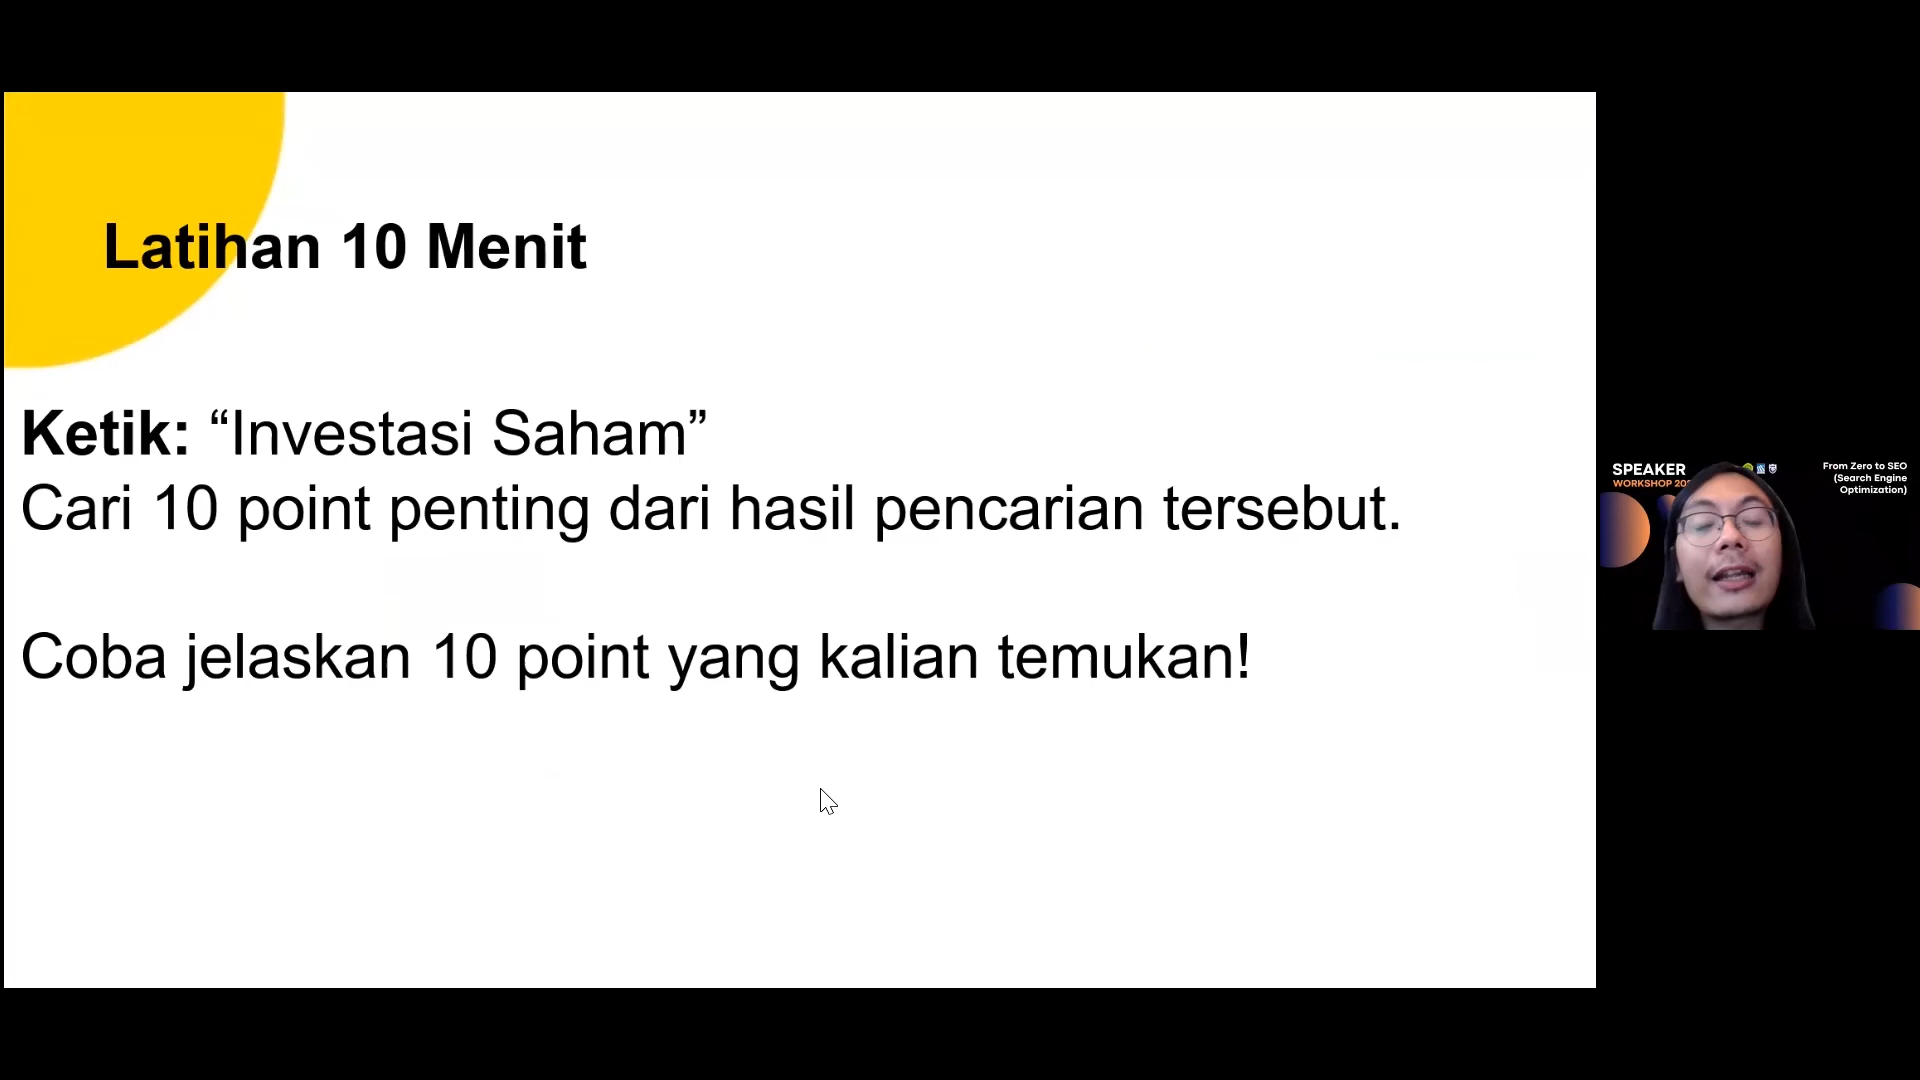 Latihan 10 Menit
Ketik: “Investasi Saham”
Cari 10 point penting dari hasil pencarian tersebut.
Coba jelaskan 10 point yang kalian temukan!
SPEAKER
WORKSHOP
From Zero to SEO
(Search Engine
Optimization)